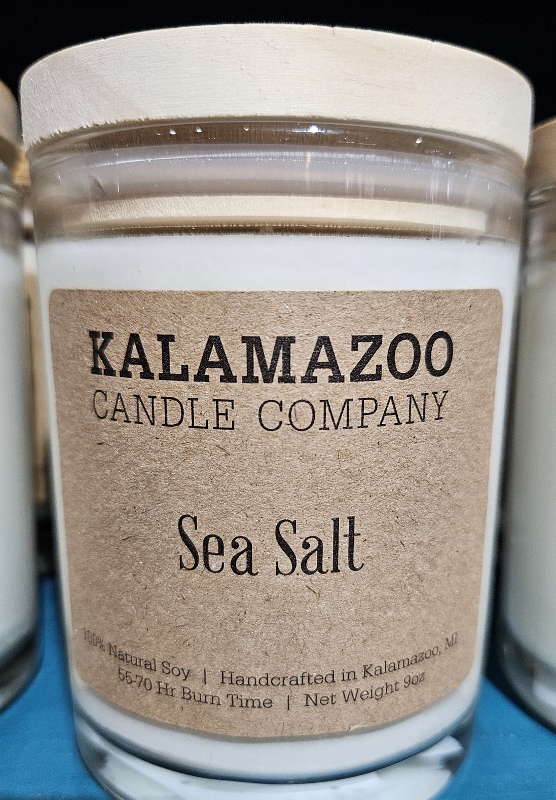 KALAMAZOO
CANDLE COMPANY
Sea Salt
100% Natural Soy | Handcrafted in Kalamazoo, MI
55-70 Hr Burn Time | Net Weight 9oz